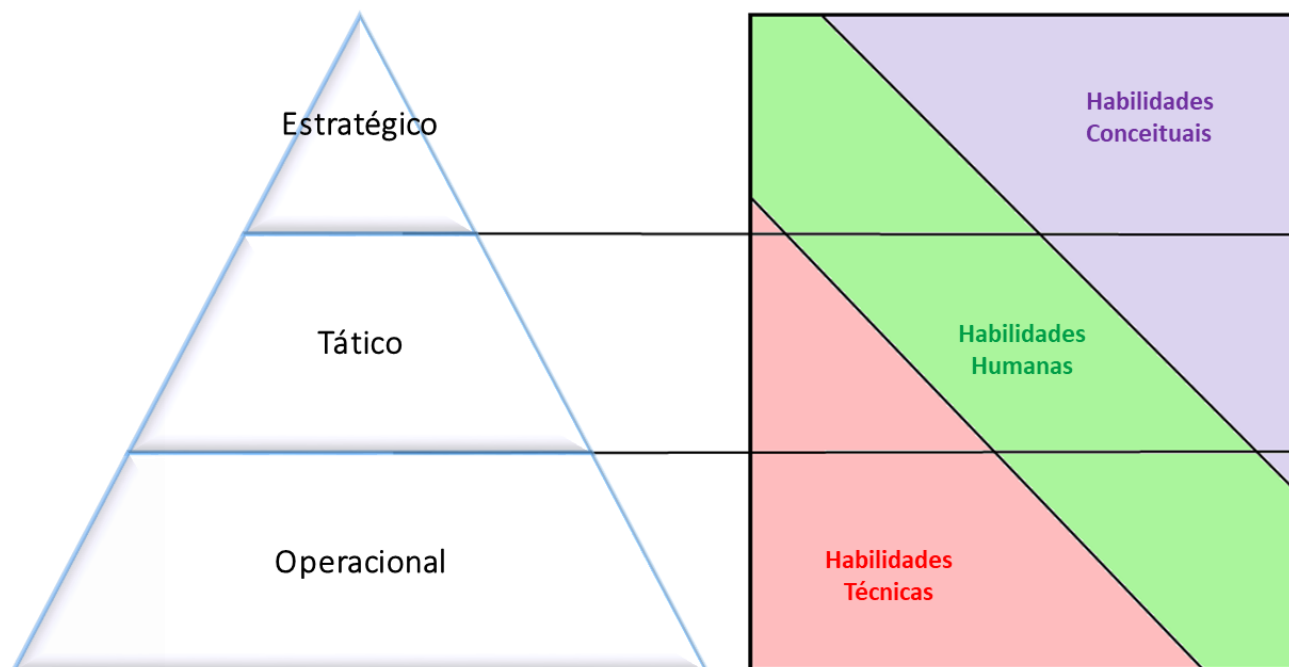 Estratégico
Habilidades
Conceituais
Tático
Habilidades
Humanas
Operacional
Habilidades
Técnicas